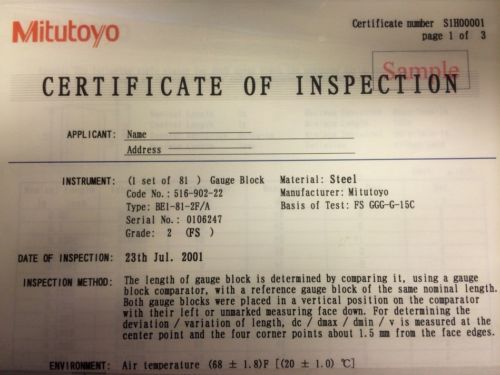 Mitutoyo
Certificate number S1H00001
page 1 of 3
Sample
CERTIFICATE OF INSPECTION
APPLICANT: Name
Address
INSTRUMENT: (1 set of 81 ) Gauge Block Material: Steel
Code No.: 516-902-22 Manufacturer: Mitutoyo
Type: BE1-81-2F/A Basis of Test: FS GGG-G-15C
Serial No.: 0106247
Grade: 2 (FS )
DATE OF INSPECTION: 23th Jul. 2001
INSPECTION METHOD: The length of gauge block is determined by comparing it, using a gauge
block comparator, with a reference gauge block of the same nominal length.
Both gauge blocks were placed in a vertical position on the comparator
with their left or unmarked measuring face down. For determining the
deviation / variation of length, dc / dmax / dmin / v is measured at the
center point and the four corner points about 1.5 mm from the face edges.
ENVIRONMENT: Air temperature (68 ± 1.8)F [(20 ± 1.0) ℃]